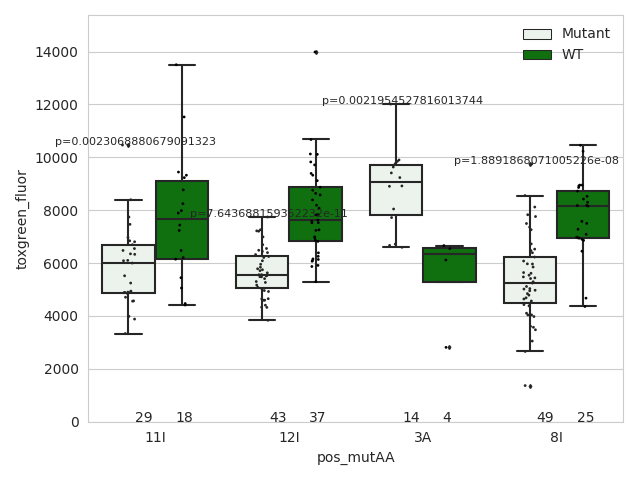 Mutant
WT
14000
12000
10000
8000
6000
4000
2000
0
toxgreen_fluor
p=0.0023068880679091323
p=0.0021954527816013744
p=1.8891868071005226e-08
29 18 43 37 14 4 49 25
11I 12I 3A 8I
pos_mutAA